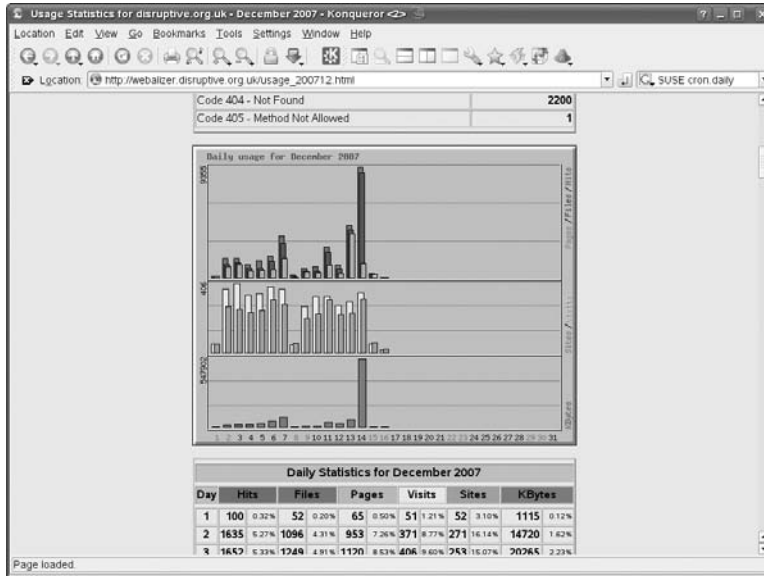 Usage Statistics for disruptive.org.uk - December 2007 - Konqueror <2>
Location Edit View Go Bookmarks Tools Settings Window Help
Location: http://webalizer.disruptive.org.uk/usage_200712.html SUSE cron.daily
Code 404 - Not Found 2200
Code 405 - Method Not Allowed 1
Daily usage for December 2007
9355
Pages / Files / Hits
406
Sites / Visits
547902
KBytes
1 2 3 4 5 6 7 8 9 10 11 12 13 14 15 16 17 18 19 20 21 22 23 24 25 26 27 28 29 30 31
Daily Statistics for December 2007
Day Hits Files Pages Visits Sites KBytes
1 100 0.32% 52 0.20% 65 0.50% 51 1.21% 52 3.10% 1115 0.12%
2 1635 5.27% 1096 4.31% 953 7.26% 371 8.77% 271 16.14% 14720 1.62%
3 1652 5.33% 1249 4.91% 1120 8.53% 406 9.60% 253 15.07% 20265 2.23%
Page loaded.